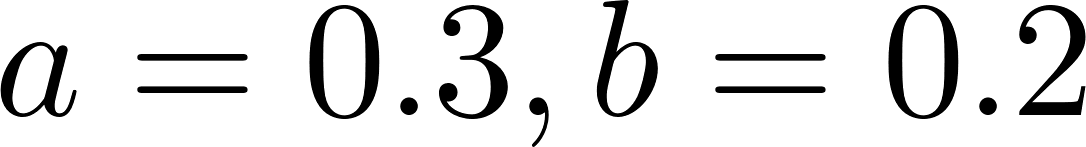 a = 0.3, b = 0.2